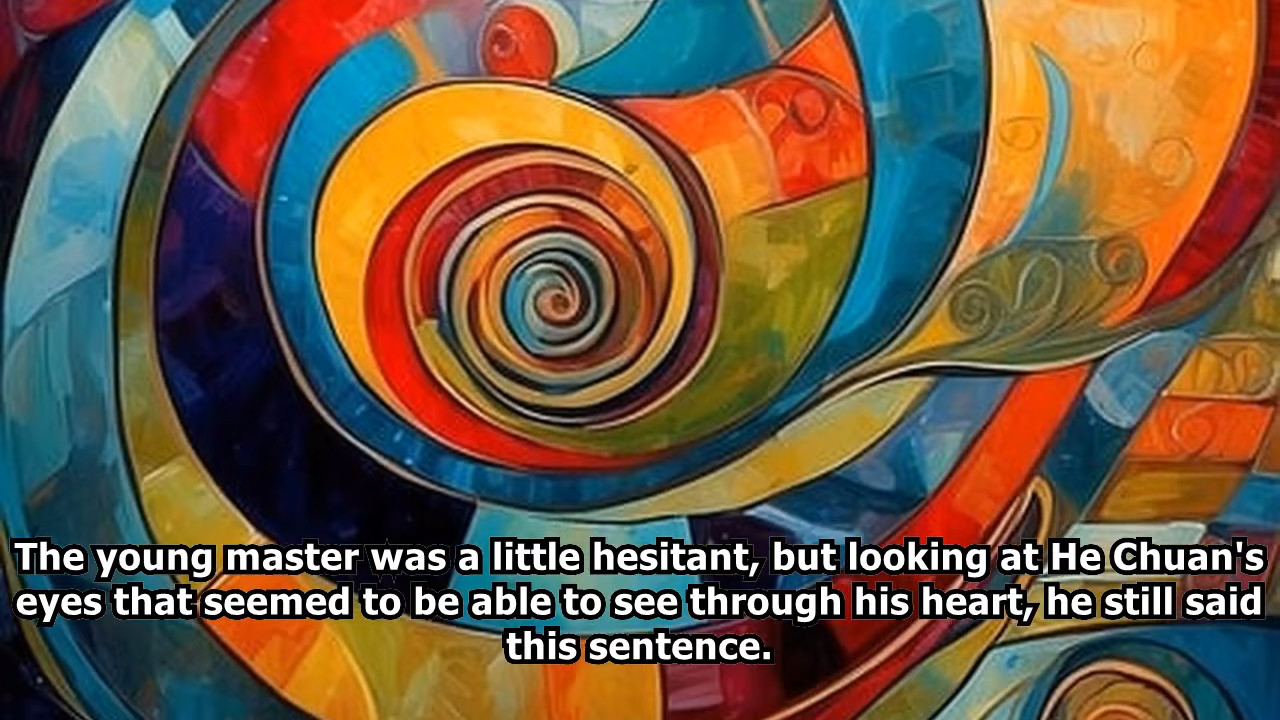 The young master was a little hesitant, but looking at He Chuan's
eyes that seemed to be able to see through his heart, he still said
this sentence.